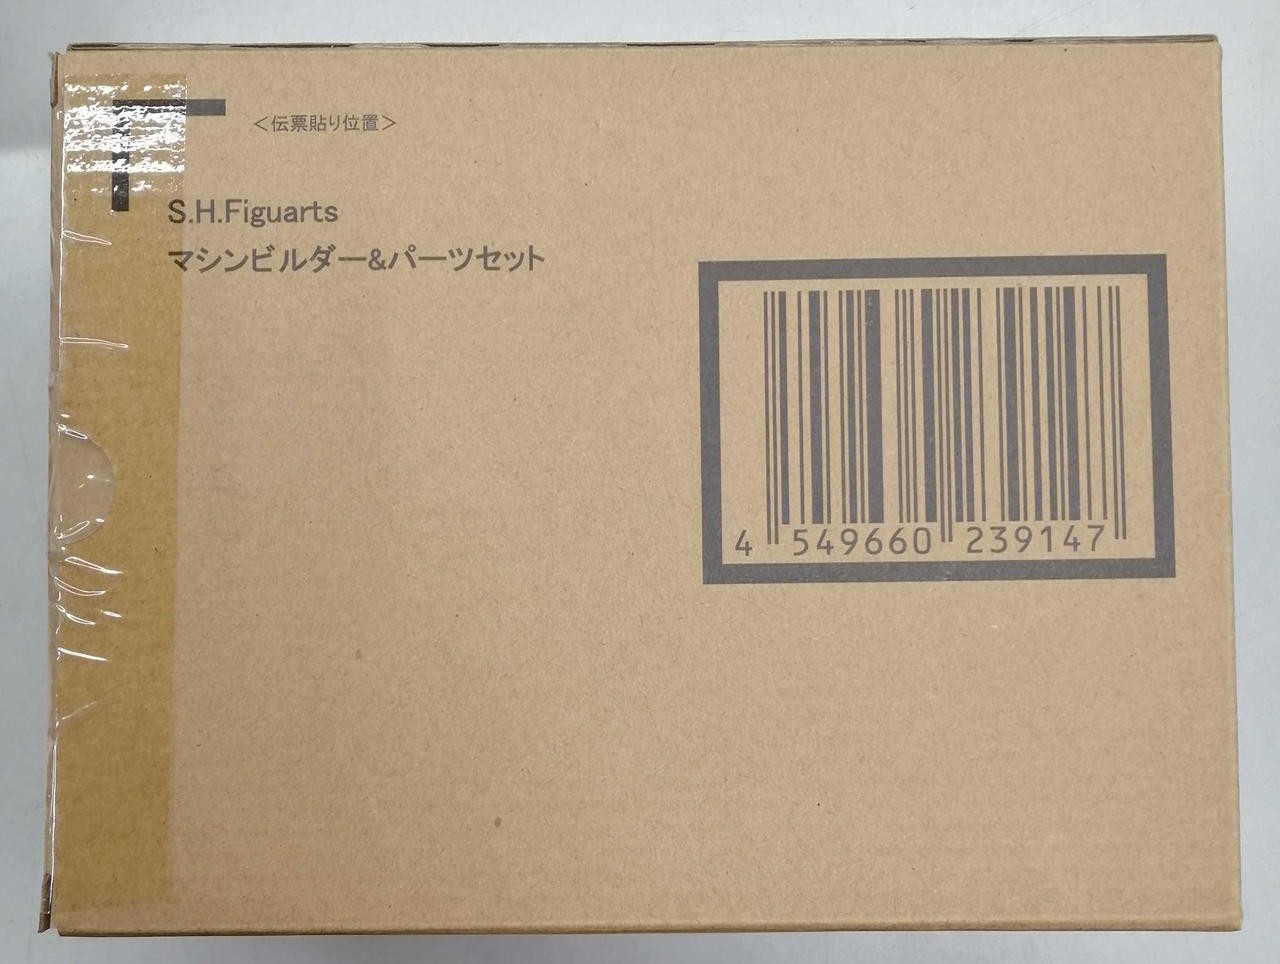 <伝票貼り位置>
S.H.Figuarts
マシンビルダー&パーツセット
4 549660 239147